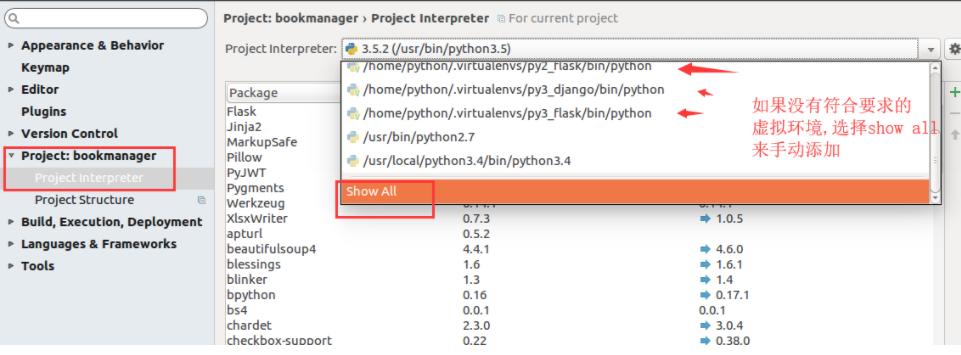 Project: bookmanager › Project Interpreter For current project
Appearance & Behavior
Keymap
Editor
Plugins
Version Control
Project: bookmanager
Project Interpreter
Project Structure
Build, Execution, Deployment
Languages & Frameworks
Tools
Project Interpreter: 3.5.2 (/usr/bin/python3.5)
/home/python/.virtualenvs/py2_flask/bin/python
/home/python/.virtualenvs/py3_django/bin/python
/home/python/.virtualenvs/py3_flask/bin/python
/usr/bin/python2.7
/usr/local/python3.4/bin/python3.4
Show All
如果没有符合要求的
虚拟环境,选择show all
来手动添加
Package
Flask
Jinja2
MarkupSafe
Pillow
PyJWT
Pygments
Werkzeug 0.14.1 0.14.1
XlsxWriter 0.7.3 1.0.5
apturl 0.5.2
beautifulsoup4 4.4.1 4.6.0
blessings 1.6 1.6.1
blinker 1.3 1.4
bpython 0.16 0.17.1
bs4 0.0.1 0.0.1
chardet 2.3.0 3.0.4
checkbox-support 0.22 0.38.0